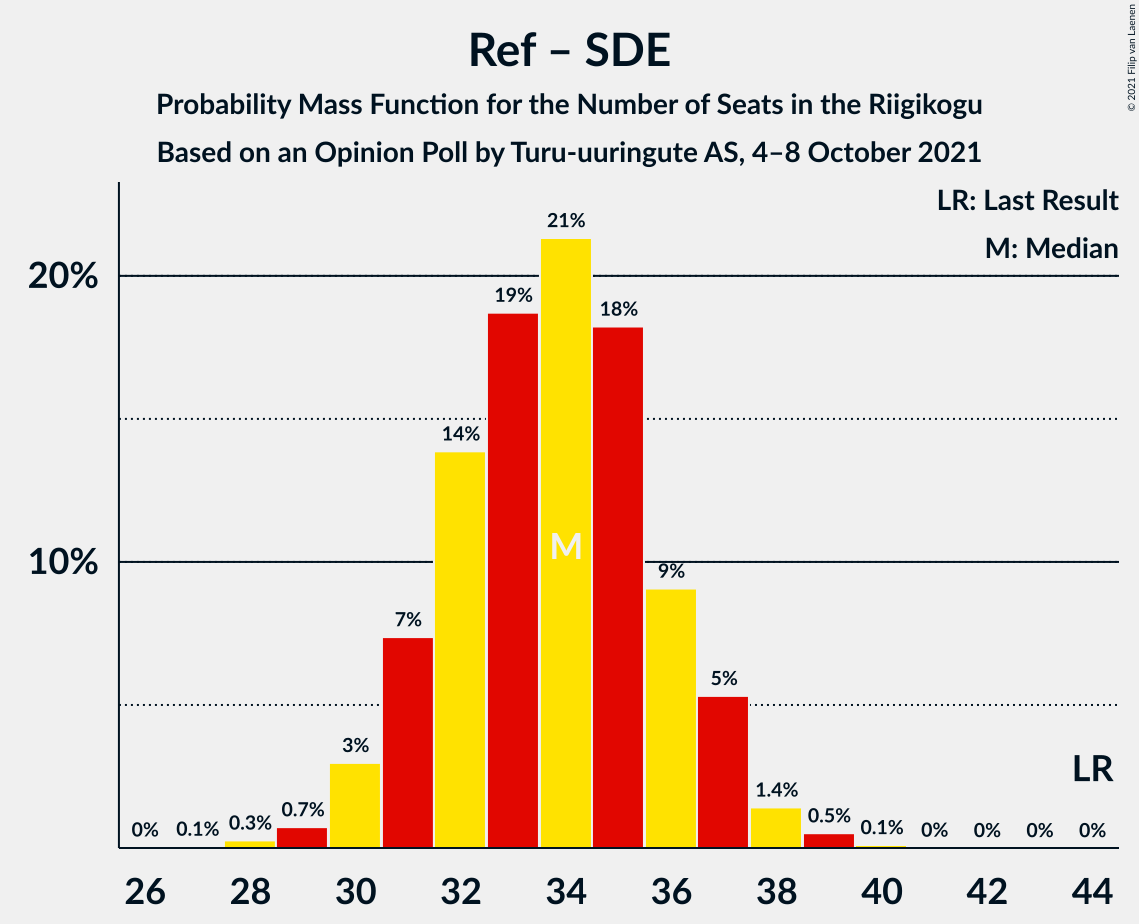 © 2021 Filip van Laenen
Ref – SDE
Probability Mass Function for the Number of Seats in the Riigikogu
Based on an Opinion Poll by Turu-uuringute AS, 4–8 October 2021
LR: Last Result
M: Median
20%
10%
0%
0.1%
0.3%
0.7%
3%
7%
14%
19%
21%
18%
9%
5%
1.4%
0.5%
0.1%
0%
0%
0%
0%
M
LR
26 28 30 32 34 36 38 40 42 44